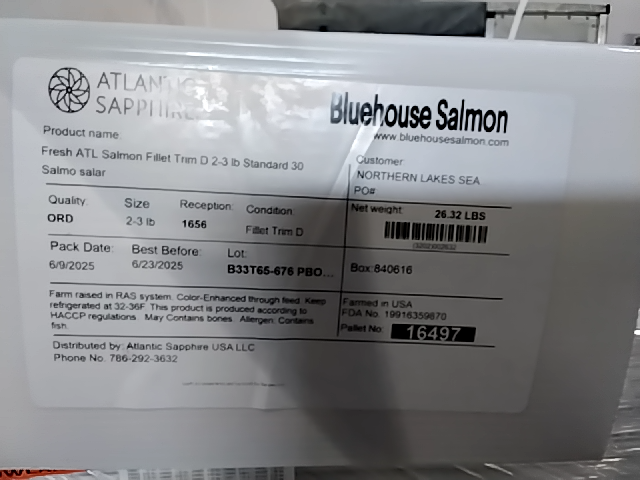 ATLANTIC
SAPPHIRE
Bluehouse Salmon
www.bluehousesalmon.com
Product name:
Fresh ATL Salmon Fillet Trim D 2-3 lb Standard 30
Salmo salar
Customer
NORTHERN LAKES SEA
PO#
Quality: Size Reception: Condition
ORD 2-3 lb 1656 Fillet Trim D
Net weight: 26.32 LBS
Pack Date: Best Before: Lot:
6/9/2025 6/23/2025 B33T65-676 PBO...
Box:840616
Farm raised in RAS system. Color-Enhanced through feed. Keep
refrigerated at 32-36F. This product is produced according to
HACCP regulations. May Contains bones. Allergen: Contains
fish.
Farmed in USA
FDA No. 19916359870
Pallet No: 16497
Distributed by: Atlantic Sapphire USA LLC
Phone No. 786-292-3632